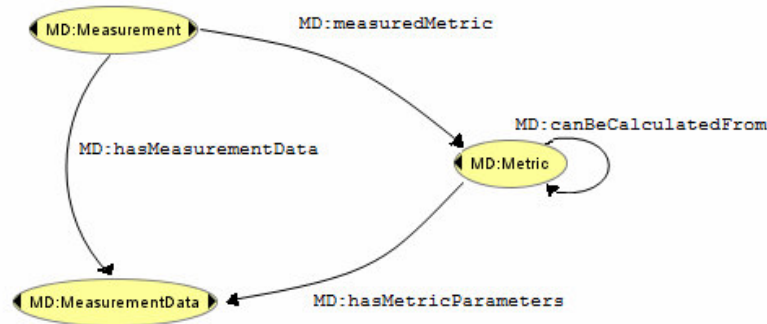 MD:measuredMetric
MD:Measurement
MD:canBeCalculatedFrom
MD:hasMeasurementData
MD:Metric
MD:MeasurementData
MD:hasMetricParameters